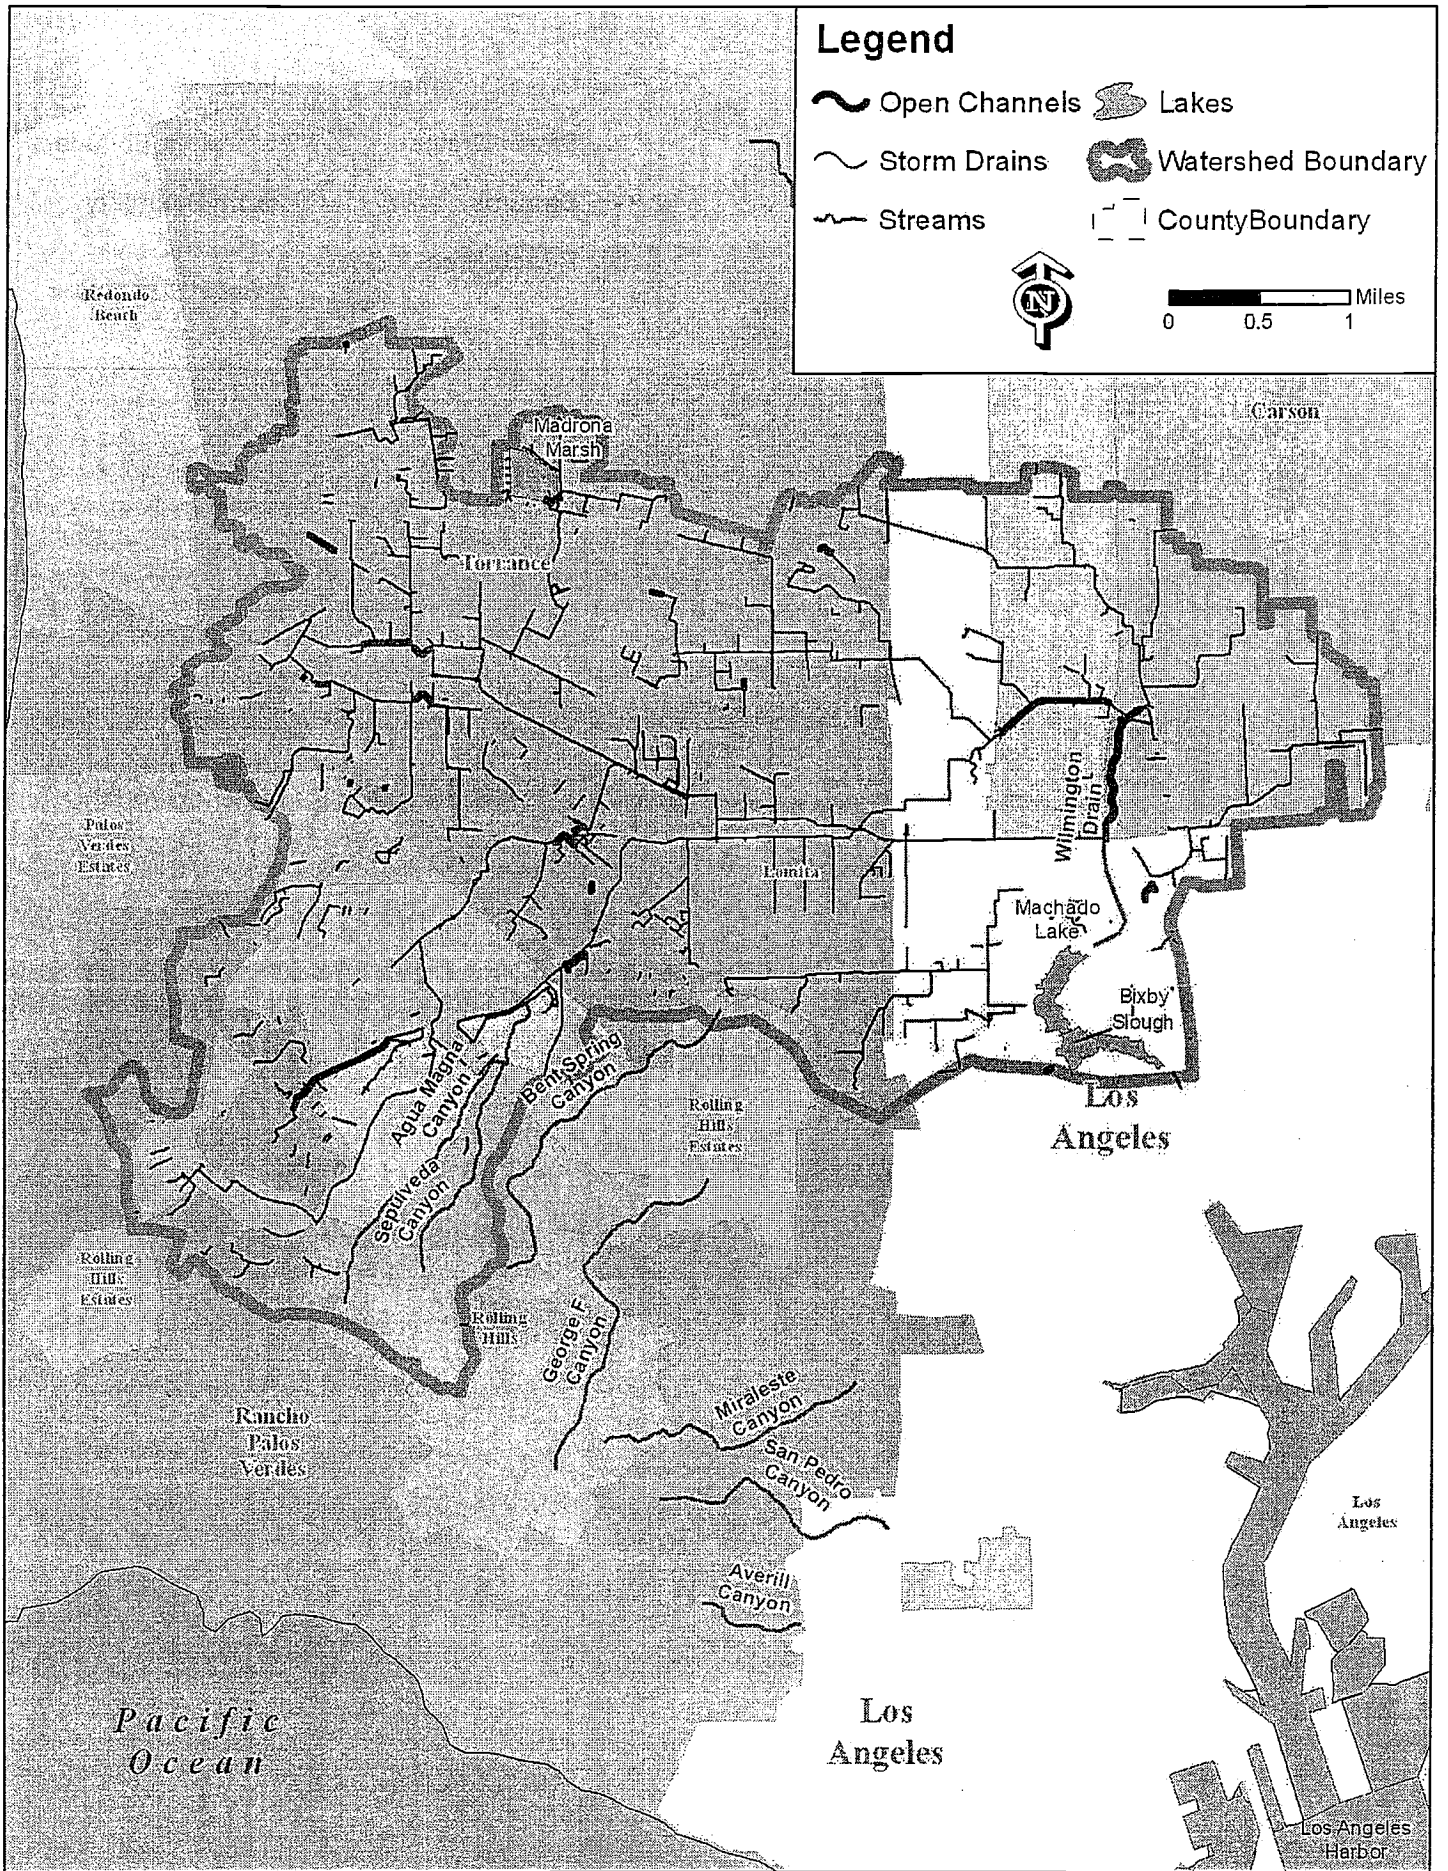 Legend
Open Channels
Lakes
Storm Drains
Watershed Boundary
Streams
CountyBoundary
N
Miles
0 0.5 1
Redondo
Beach
Carson
Madrona
Marsh
Torrance
Palos
Verdes
Estates
Lomita
Wilmington
Drain
Machado
Lake
Bixby
Slough
Agua Magna
Canyon
Bent Spring
Canyon
Rolling
Hills
Estates
Los
Angeles
Sepulveda
Canyon
Rolling
Hills
Estates
Rolling
Hills
George F
Canyon
Miraleste
Canyon
Rancho
Palos
Verdes
San Pedro
Canyon
Los
Angeles
Averill
Canyon
Pacific
Ocean
Los
Angeles
Los Angeles
Harbor